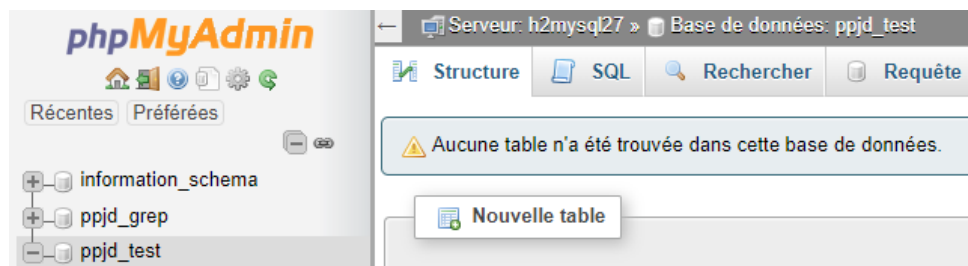 phpMyAdmin
Récentes Préférées
information_schema
ppjd_grep
ppjd_test
← Serveur: h2mysql27 » Base de données: ppjd_test
Structure SQL Rechercher Requête
Aucune table n'a été trouvée dans cette base de données.
Nouvelle table